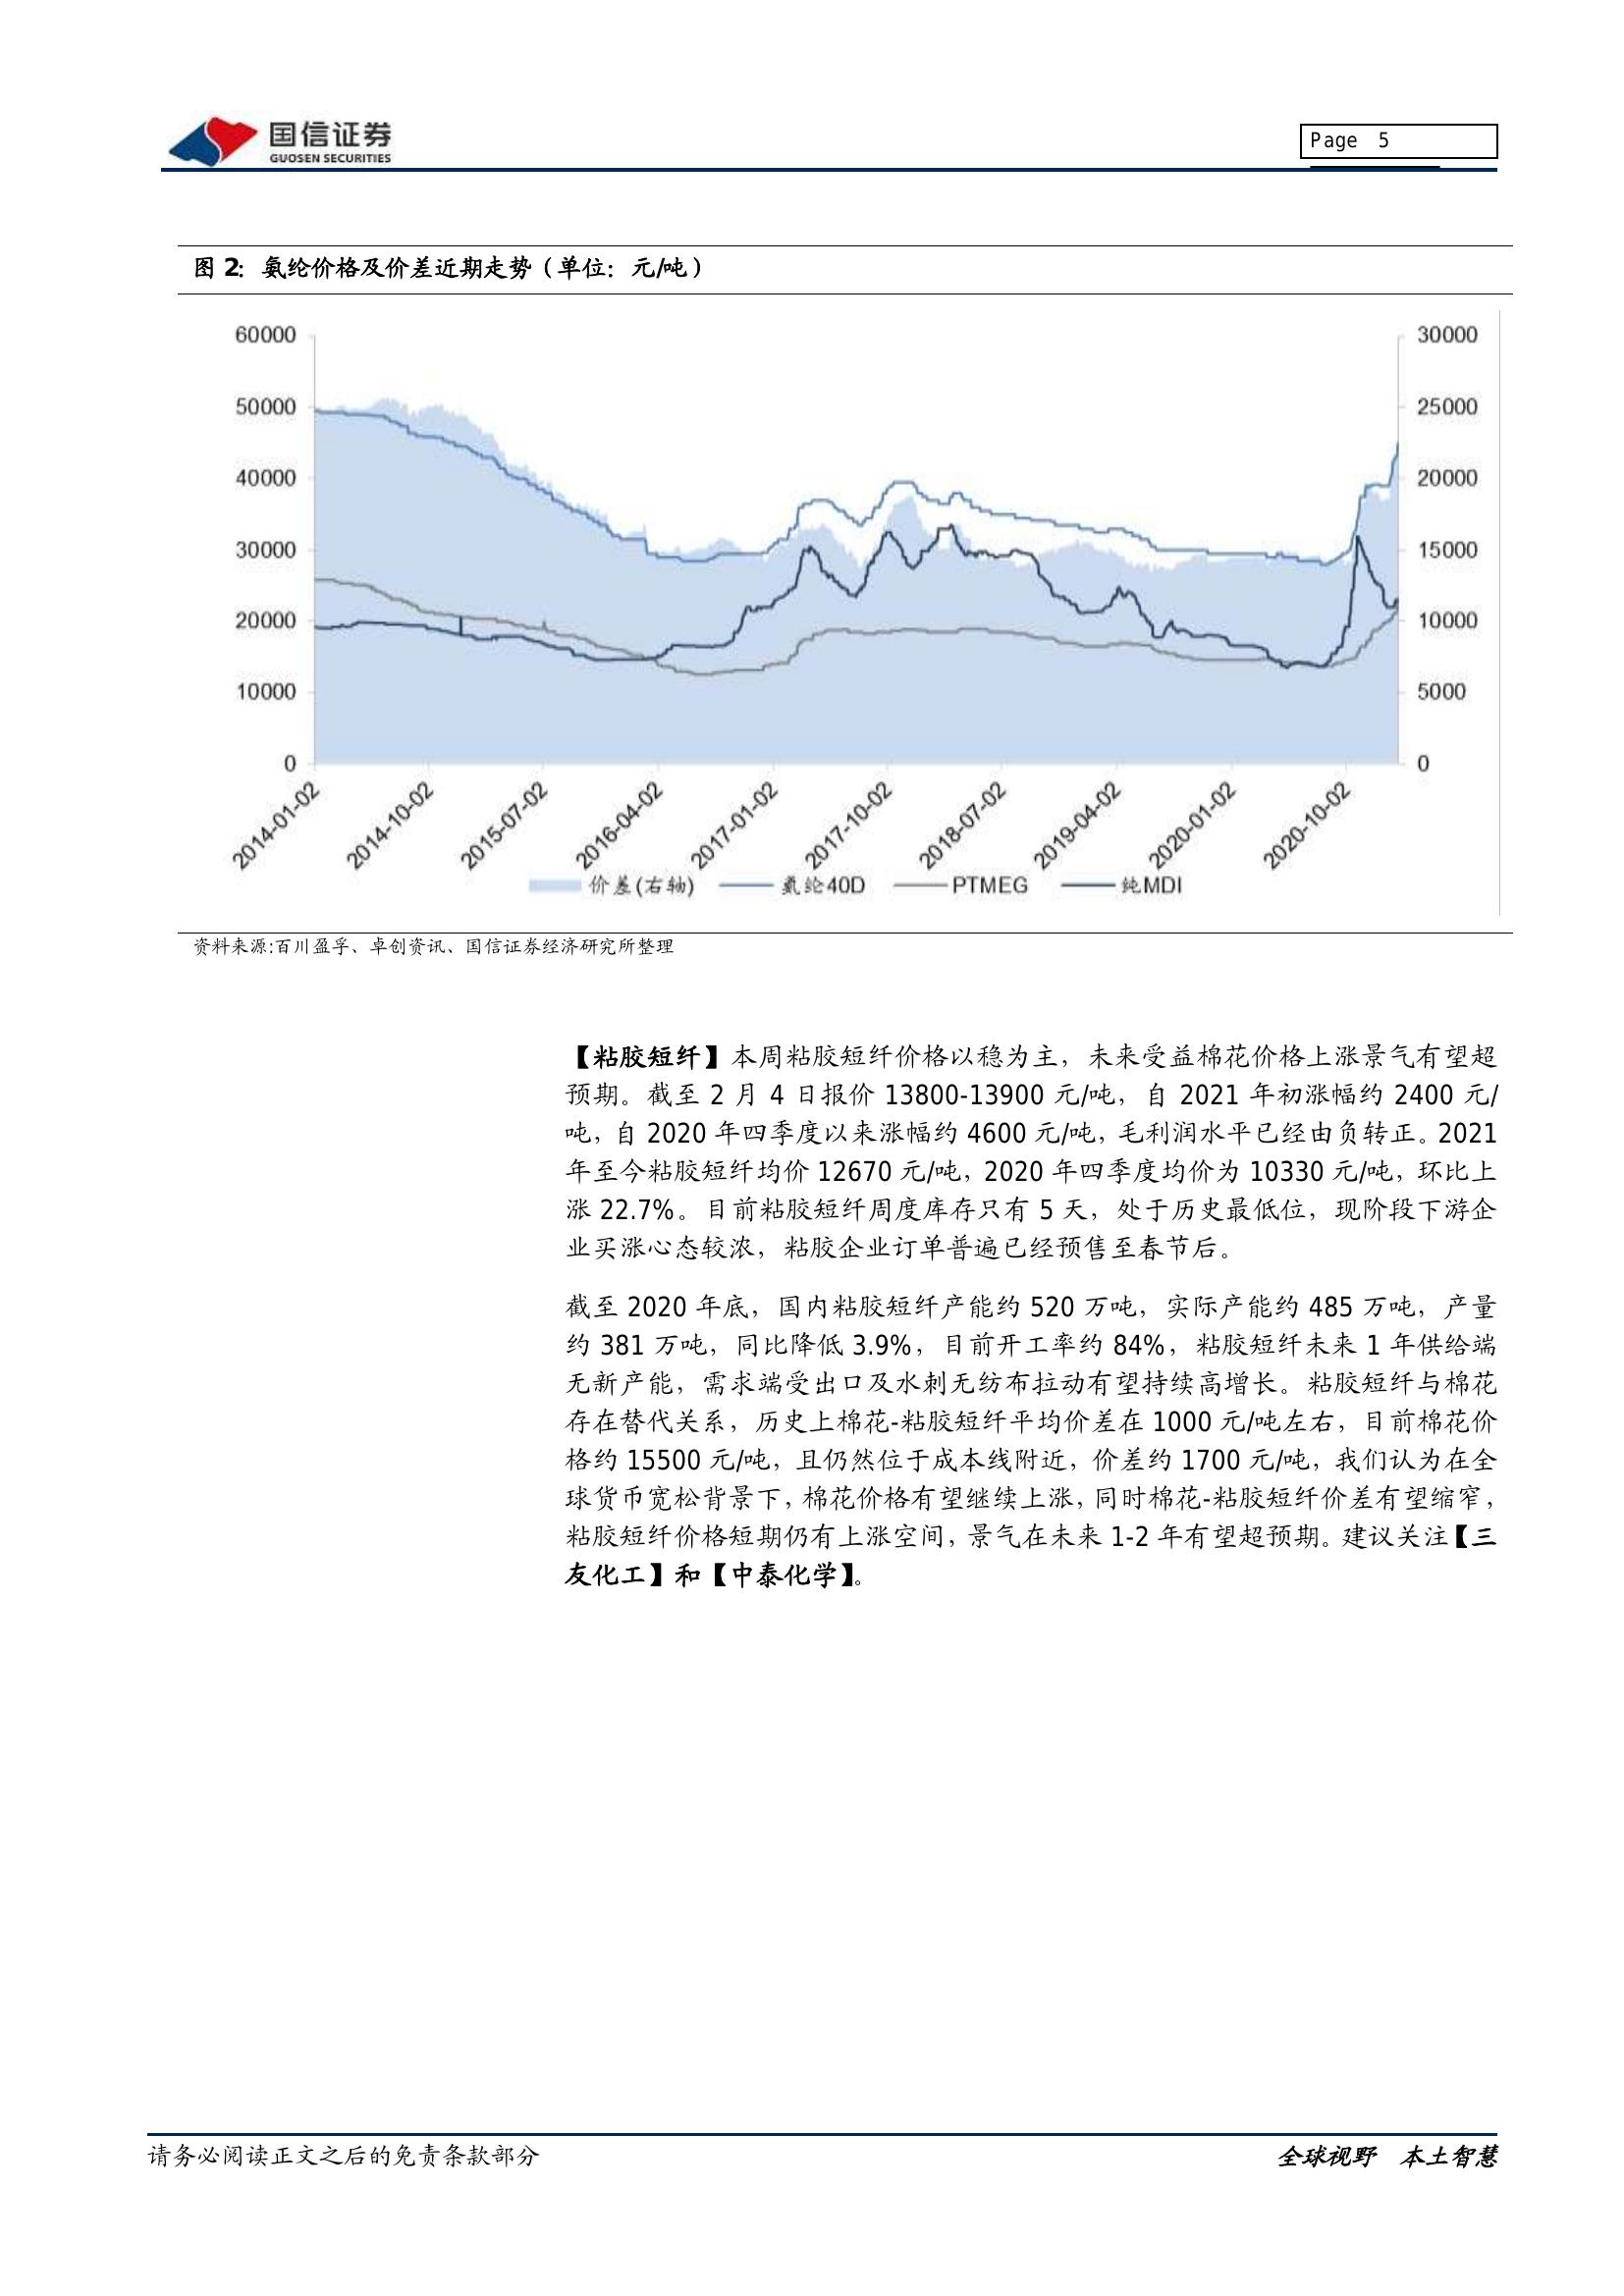 国信证券
GUOSEN SECURITIES
Page 5
图 2：氨纶价格及价差近期走势（单位：元/吨）
60000
50000
40000
30000
20000
10000
0
30000
25000
20000
15000
10000
5000
0
2014-01-02
2014-10-02
2015-07-02
2016-04-02
2017-01-02
2017-10-02
2018-07-02
2019-04-02
2020-01-02
2020-10-02
价差(右轴) 氨纶40D PTMEG 纯MDI
资料来源:百川盈孚、卓创资讯、国信证券经济研究所整理
【粘胶短纤】本周粘胶短纤价格以稳为主，未来受益棉花价格上涨景气有望超
预期。截至 2 月 4 日报价 13800-13900 元/吨，自 2021 年初涨幅约 2400 元/
吨，自 2020 年四季度以来涨幅约 4600 元/吨，毛利润水平已经由负转正。2021
年至今粘胶短纤均价 12670 元/吨，2020 年四季度均价为 10330 元/吨，环比上
涨 22.7%。目前粘胶短纤周度库存只有 5 天，处于历史最低位，现阶段下游企
业买涨心态较浓，粘胶企业订单普遍已经预售至春节后。
截至 2020 年底，国内粘胶短纤产能约 520 万吨，实际产能约 485 万吨，产量
约 381 万吨，同比降低 3.9%，目前开工率约 84%，粘胶短纤未来 1 年供给端
无新产能，需求端受出口及水刺无纺布拉动有望持续高增长。粘胶短纤与棉花
存在替代关系，历史上棉花-粘胶短纤平均价差在 1000 元/吨左右，目前棉花价
格约 15500 元/吨，且仍然位于成本线附近，价差约 1700 元/吨，我们认为在全
球货币宽松背景下，棉花价格有望继续上涨，同时棉花-粘胶短纤价差有望缩窄，
粘胶短纤价格短期仍有上涨空间，景气在未来 1-2 年有望超预期。建议关注【三
友化工】和【中泰化学】。
请务必阅读正文之后的免责条款部分
全球视野 本土智慧